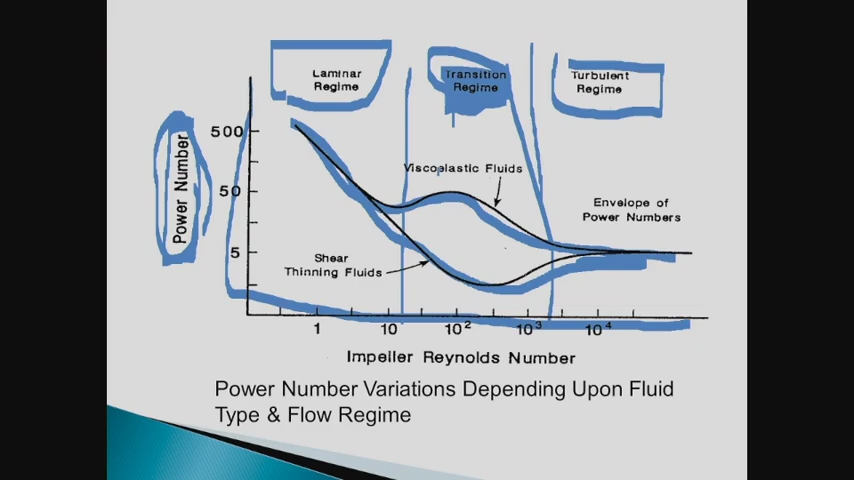 Laminar
Regime
Transition
Regime
Turbulent
Regime
Power Number
500
50
5
Viscoelastic Fluids
Envelope of
Power Numbers
Shear
Thinning Fluids
1 10 10² 10³ 10⁴
Impeller Reynolds Number
Power Number Variations Depending Upon Fluid
Type & Flow Regime